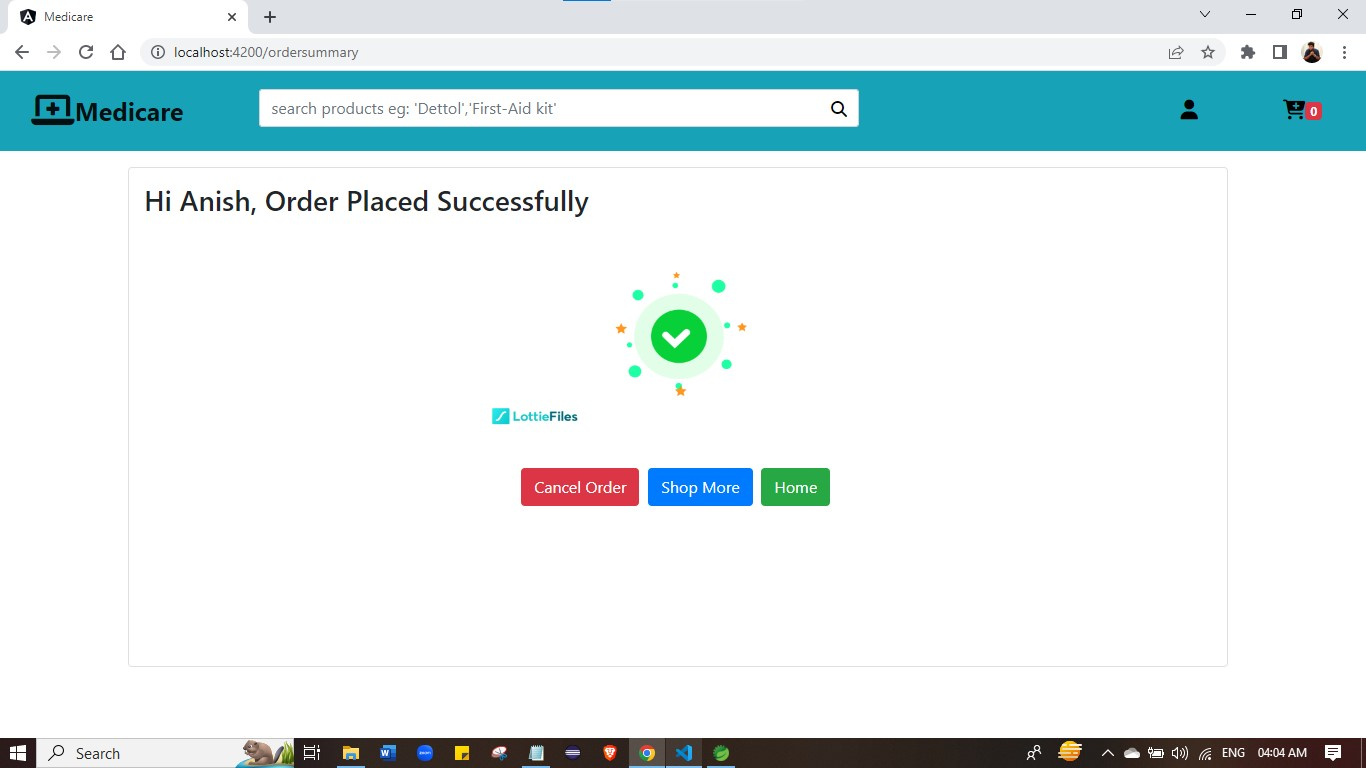 Medicare
localhost:4200/ordersummary
Medicare
search products eg: 'Dettol','First-Aid kit'
0
Hi Anish, Order Placed Successfully
LottieFiles
Cancel Order
Shop More
Home
Search
ENG
04:04 AM